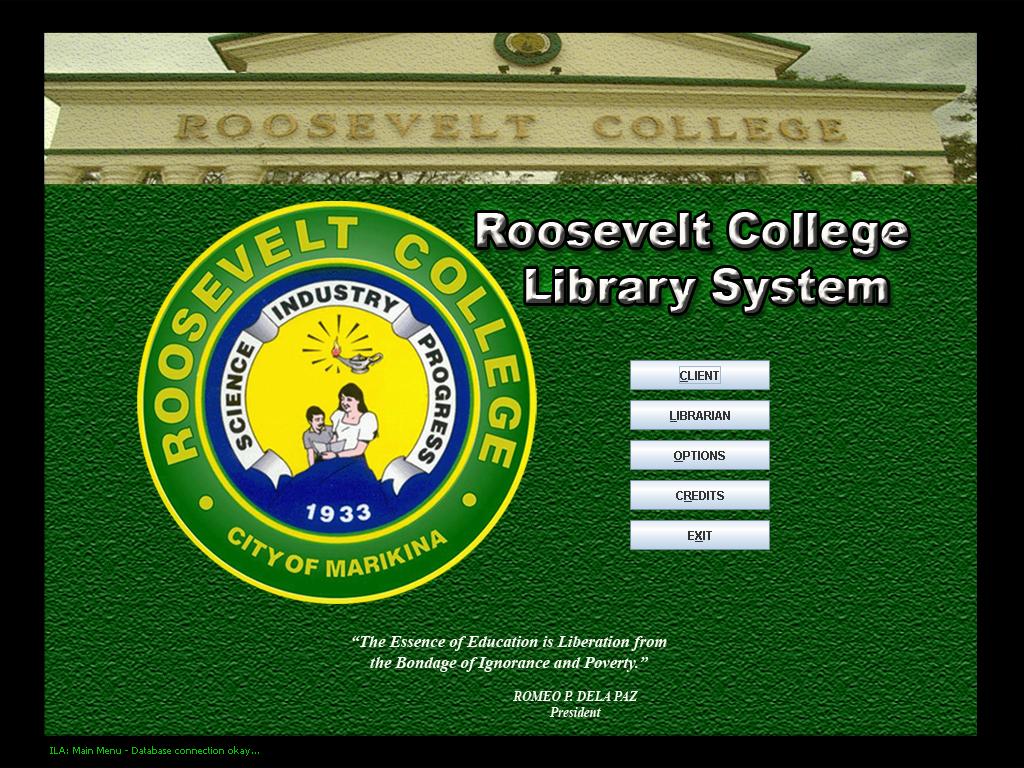 ROOSEVELT COLLEGE
Roosevelt College
Library System
ROOSEVELT COLLEGE
SCIENCE
INDUSTRY
PROGRESS
1933
CITY OF MARIKINA
CLIENT
LIBRARIAN
OPTIONS
CREDITS
EXIT
“The Essence of Education is Liberation from
the Bondage of Ignorance and Poverty.”
ROMEO P. DELA PAZ
President
ILA: Main Menu - Database connection okay...